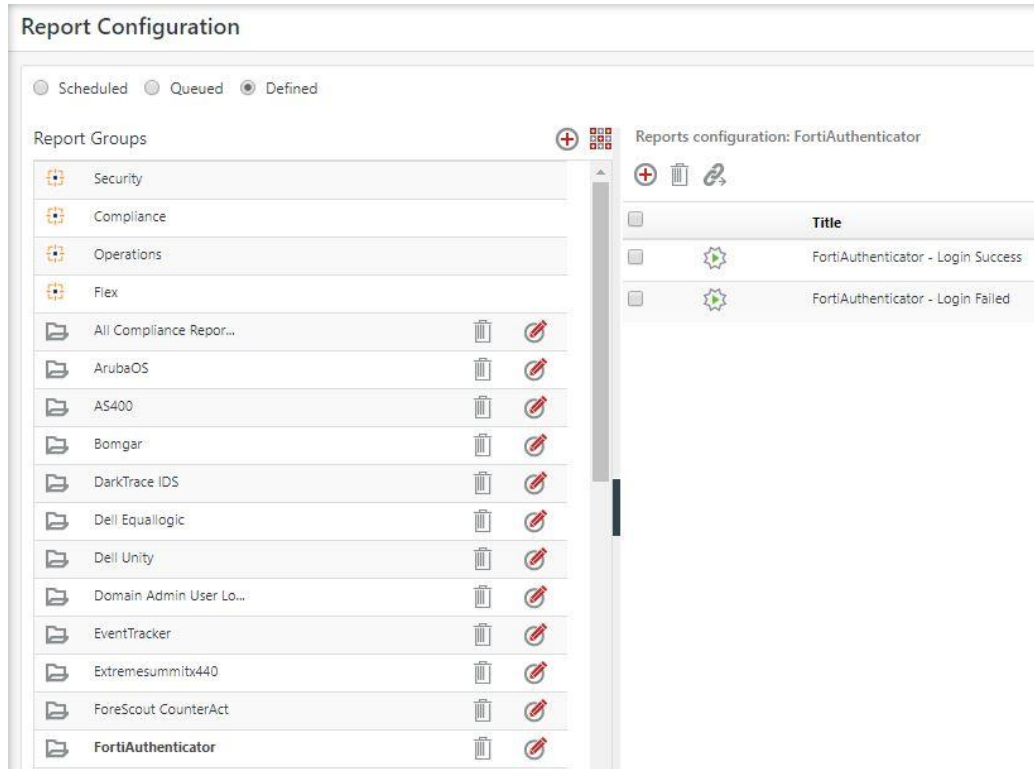 Report Configuration
Scheduled Queued Defined
Report Groups
Security
Compliance
Operations
Flex
All Compliance Repor...
ArubaOS
AS400
Bomgar
DarkTrace IDS
Dell Equallogic
Dell Unity
Domain Admin User Lo...
EventTracker
Extremesummitx440
ForeScout CounterAct
FortiAuthenticator
Reports configuration: FortiAuthenticator
Title
FortiAuthenticator - Login Success
FortiAuthenticator - Login Failed